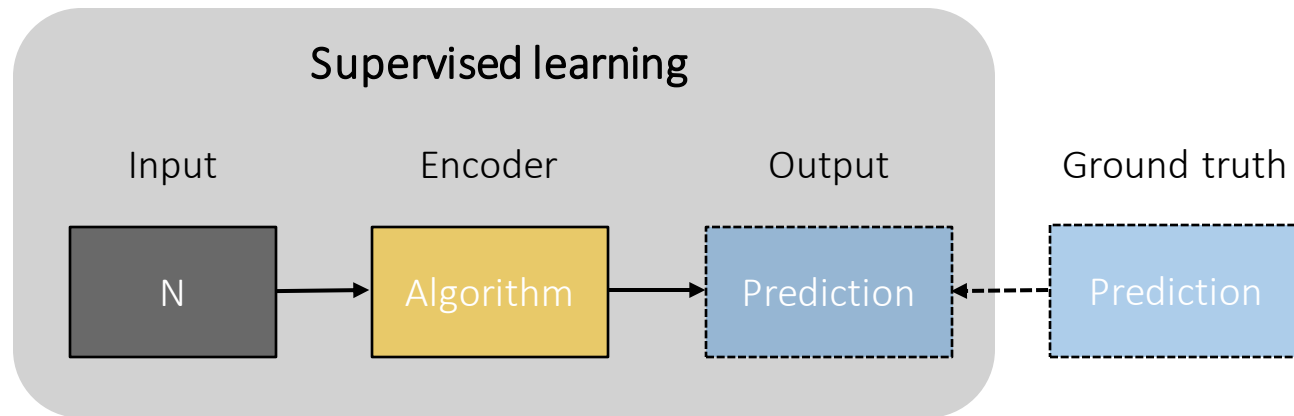 Supervised learning
Input
Encoder
Output
Ground truth
N
Algorithm
Prediction
Prediction